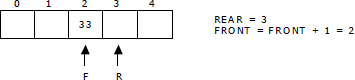 0 1 2 3 4
33
F R
REAR = 3
FRONT = FRONT + 1 = 2